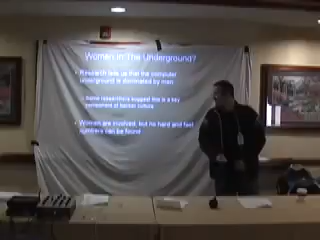 Women in The Underground?
Research tells us that the computer
underground is dominated by men
Some researchers suggest this is a key
component of hacker culture
Women are involved, but no hard and fast
numbers can be found